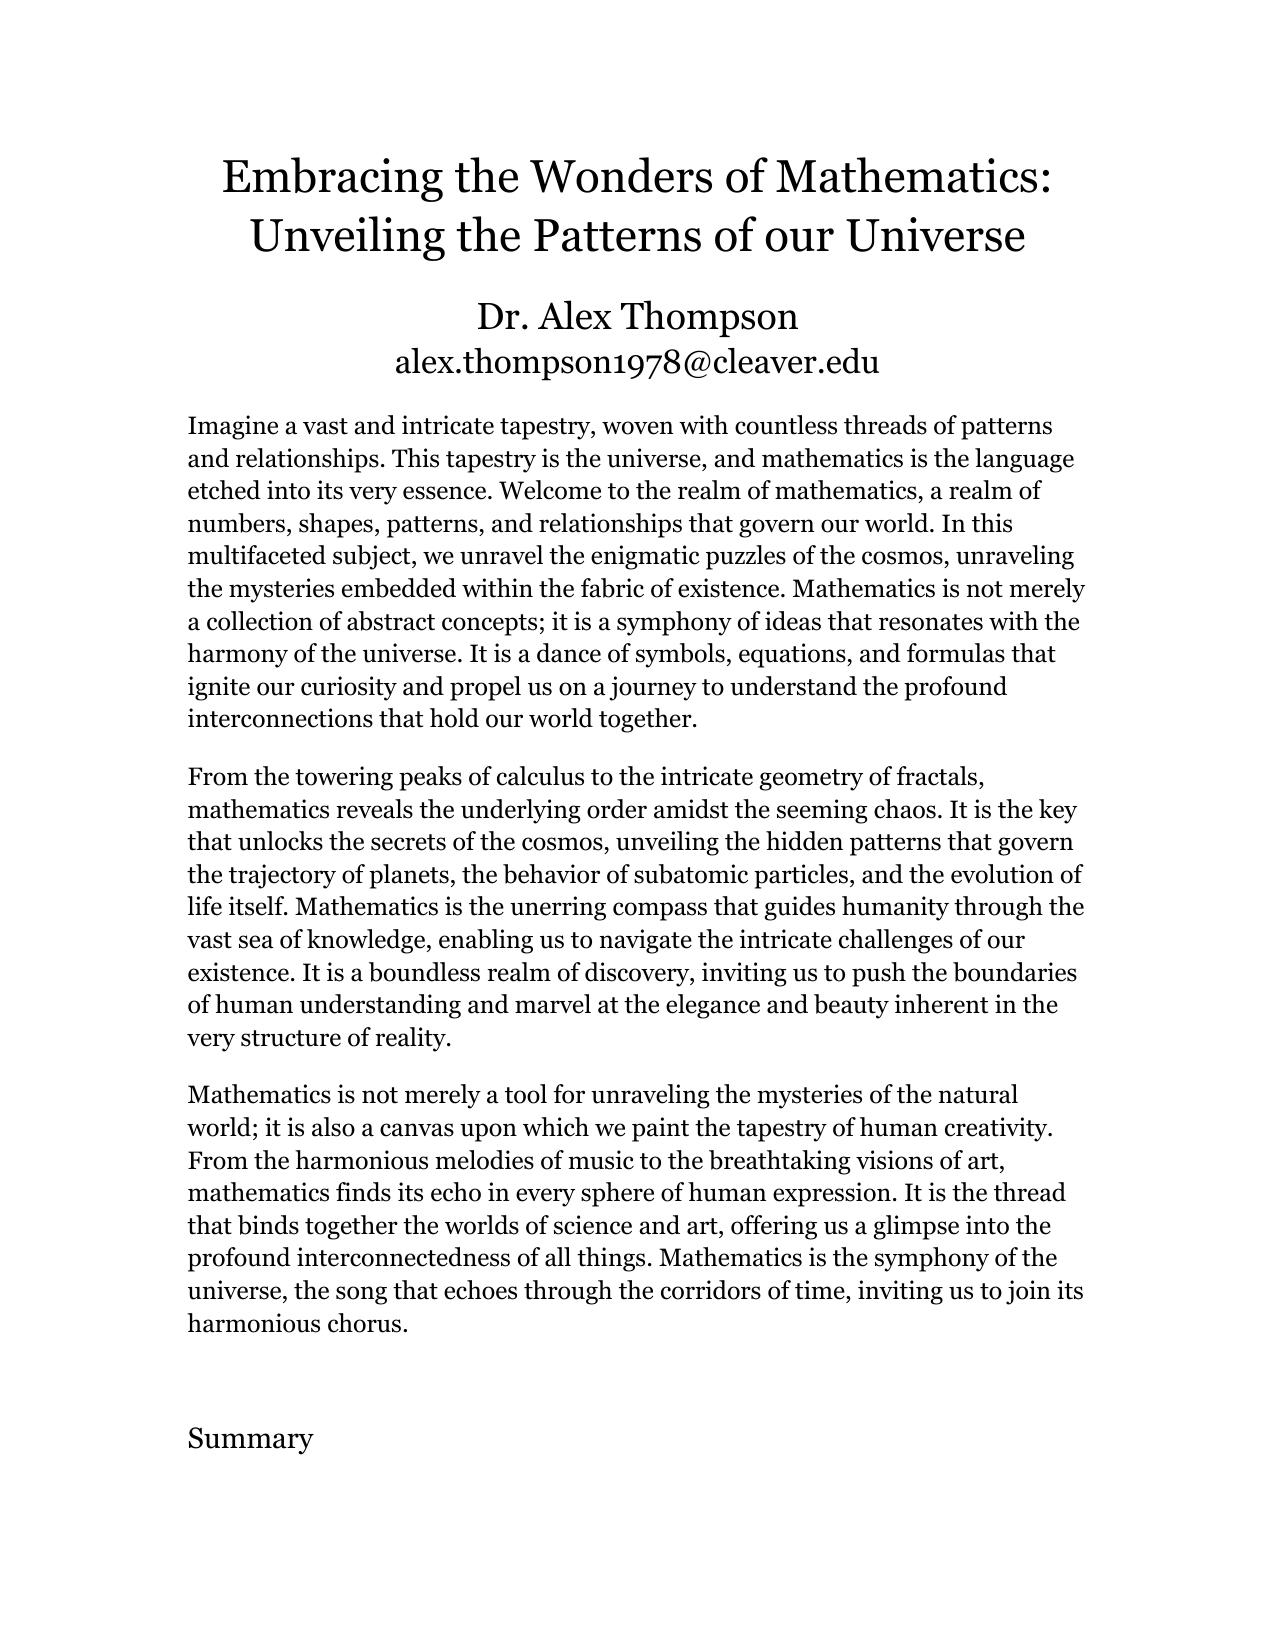 Embracing the Wonders of Mathematics:
Unveiling the Patterns of our Universe
Dr. Alex Thompson
alex.thompson1978@cleaver.edu
Imagine a vast and intricate tapestry, woven with countless threads of patterns
and relationships. This tapestry is the universe, and mathematics is the language
etched into its very essence. Welcome to the realm of mathematics, a realm of
numbers, shapes, patterns, and relationships that govern our world. In this
multifaceted subject, we unravel the enigmatic puzzles of the cosmos, unraveling
the mysteries embedded within the fabric of existence. Mathematics is not merely
a collection of abstract concepts; it is a symphony of ideas that resonates with the
harmony of the universe. It is a dance of symbols, equations, and formulas that
ignite our curiosity and propel us on a journey to understand the profound
interconnections that hold our world together.
From the towering peaks of calculus to the intricate geometry of fractals,
mathematics reveals the underlying order amidst the seeming chaos. It is the key
that unlocks the secrets of the cosmos, unveiling the hidden patterns that govern
the trajectory of planets, the behavior of subatomic particles, and the evolution of
life itself. Mathematics is the unerring compass that guides humanity through the
vast sea of knowledge, enabling us to navigate the intricate challenges of our
existence. It is a boundless realm of discovery, inviting us to push the boundaries
of human understanding and marvel at the elegance and beauty inherent in the
very structure of reality.
Mathematics is not merely a tool for unraveling the mysteries of the natural
world; it is also a canvas upon which we paint the tapestry of human creativity.
From the harmonious melodies of music to the breathtaking visions of art,
mathematics finds its echo in every sphere of human expression. It is the thread
that binds together the worlds of science and art, offering us a glimpse into the
profound interconnectedness of all things. Mathematics is the symphony of the
universe, the song that echoes through the corridors of time, inviting us to join its
harmonious chorus.
Summary